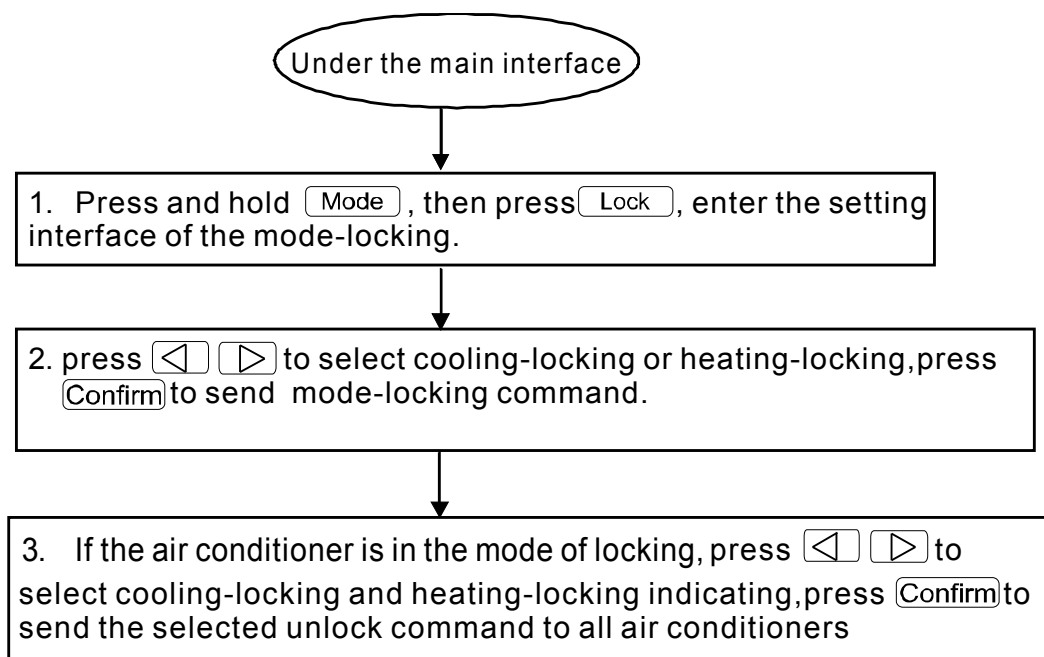 Under the main interface
1. Press and hold Mode , then press Lock , enter the setting
interface of the mode-locking.
2. press ◁ ▷ to select cooling-locking or heating-locking,press
Confirm to send mode-locking command.
3. If the air conditioner is in the mode of locking, press ◁ ▷ to
select cooling-locking and heating-locking indicating,press Confirm to
send the selected unlock command to all air conditioners